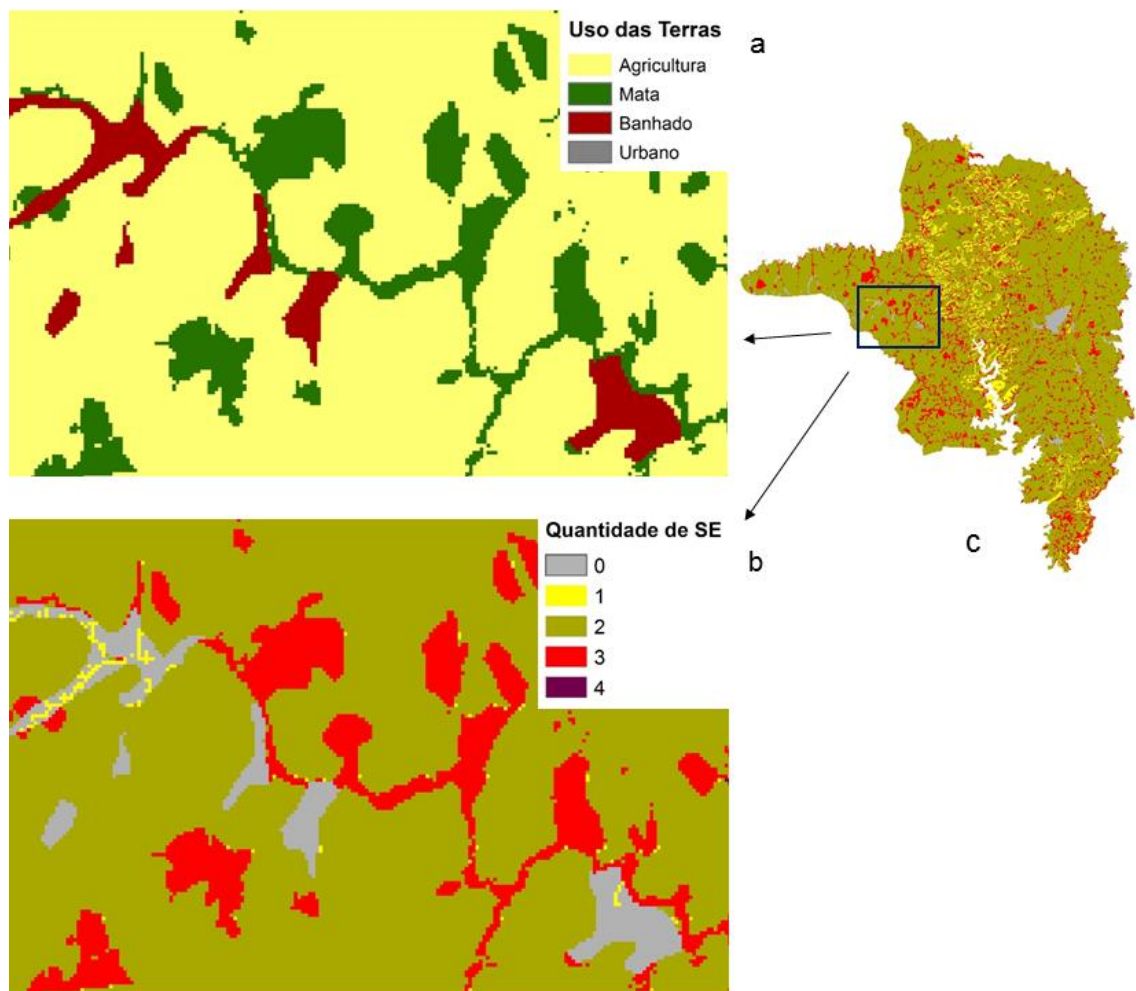 Uso das Terras
Agricultura
Mata
Banhado
Urbano
a
Quantidade de SE
0
1
2
3
4
b
c